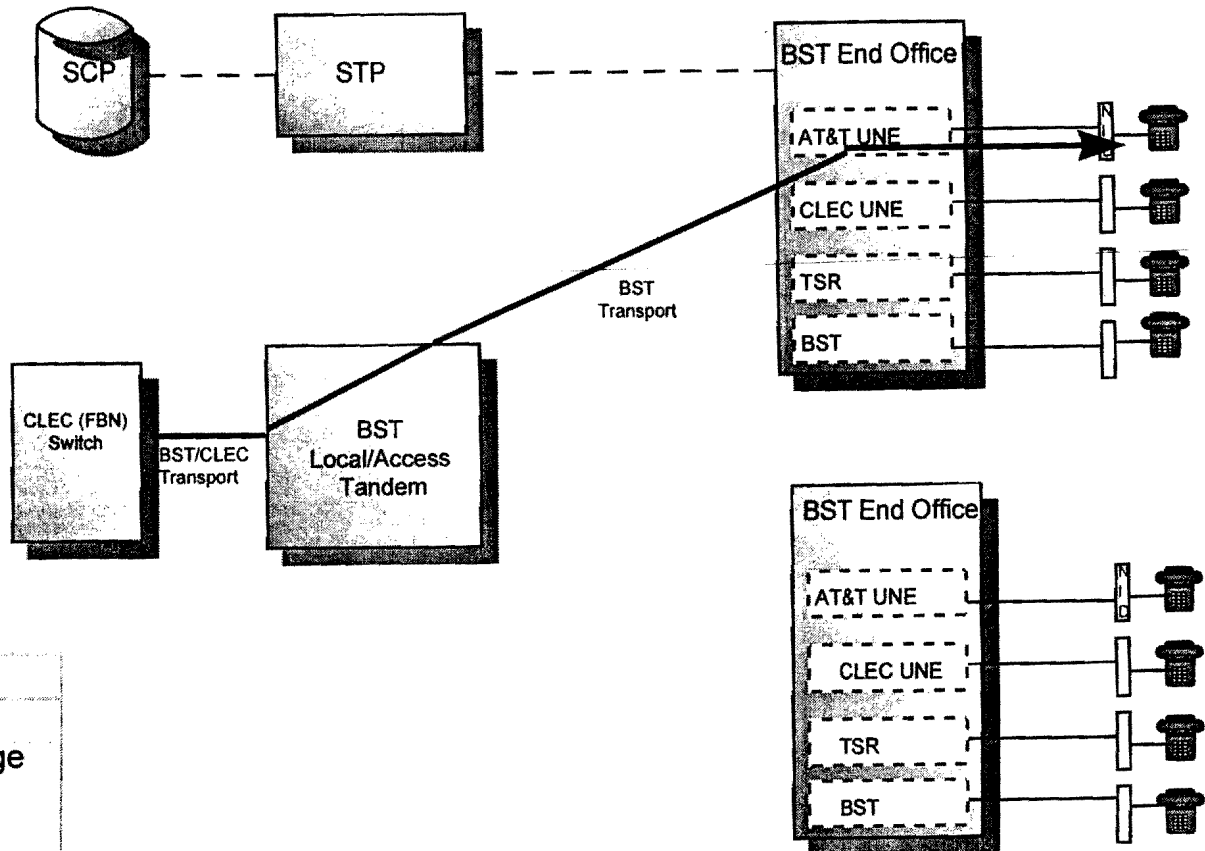 SCP
STP
BST End Office
AT&T UNE
CLEC UNE
TSR
BST
N
BST
Transport
CLEC (FBN)
Switch
BST/CLEC
Transport
BST
Local/Access
Tandem
BST End Office
AT&T UNE
N
I
D
CLEC UNE
TSR
BST
ge